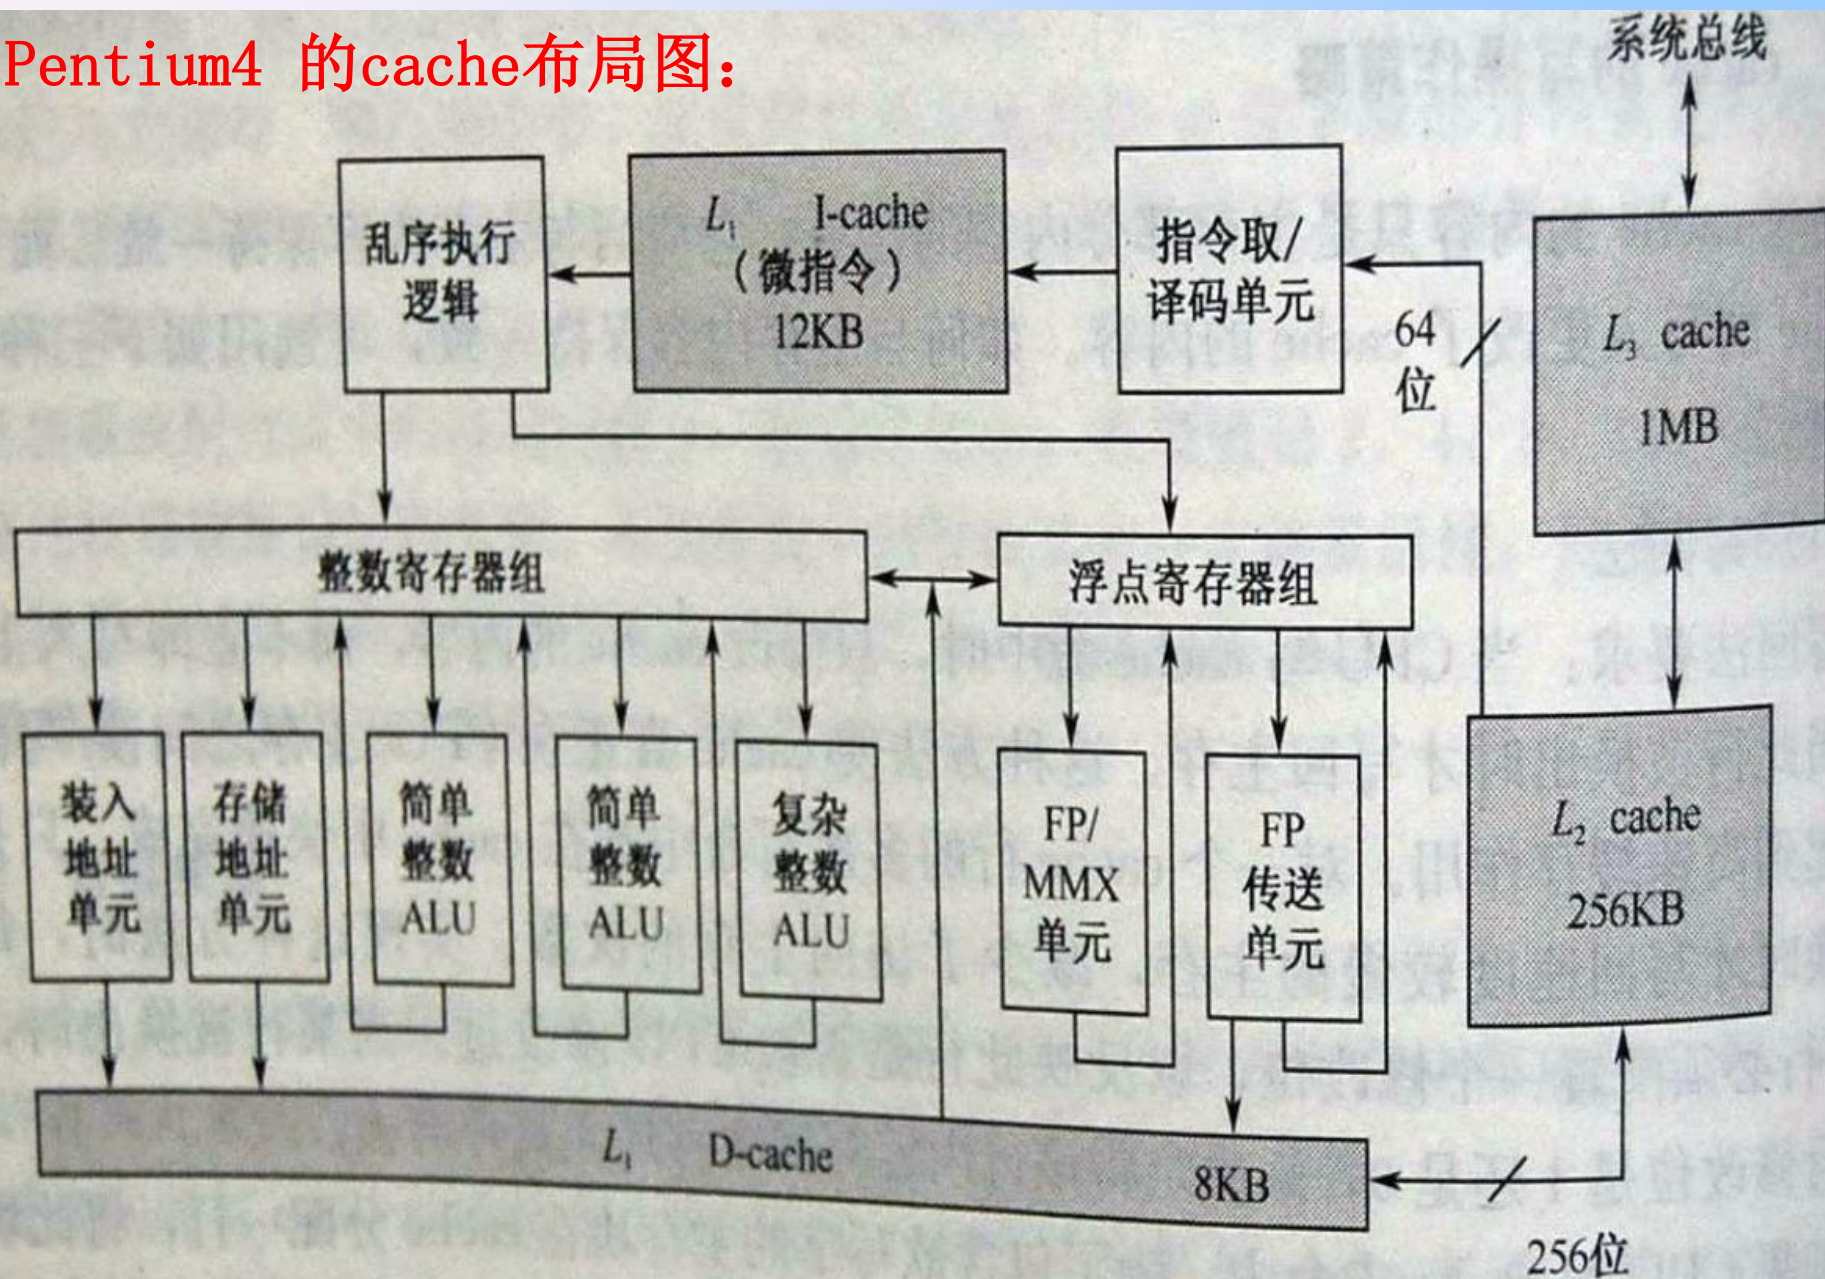 Pentium4 的cache布局图:
系统总线
乱序执行
逻辑
L₁ I-cache
(微指令)
12KB
指令取/
译码单元
64
位
L₃ cache
1MB
整数寄存器组
浮点寄存器组
装入
地址
单元
存储
地址
单元
简单
整数
ALU
简单
整数
ALU
复杂
整数
ALU
FP/
MMX
单元
FP
传送
单元
L₂ cache
256KB
L₁ D-cache 8KB
256位